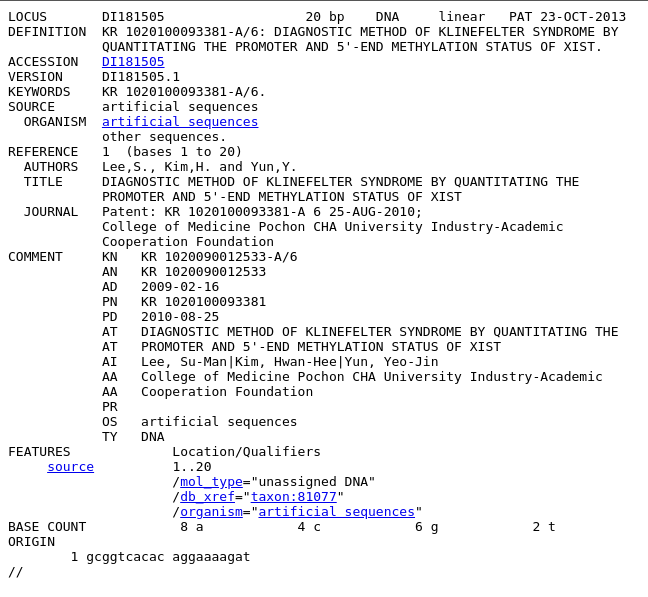 LOCUS       DI181505                  20 bp    DNA     linear   PAT 23-OCT-2013
DEFINITION  KR 1020100093381-A/6: DIAGNOSTIC METHOD OF KLINEFELTER SYNDROME BY
            QUANTITATING THE PROMOTER AND 5'-END METHYLATION STATUS OF XIST.
ACCESSION   DI181505
VERSION     DI181505.1
KEYWORDS    KR 1020100093381-A/6.
SOURCE      artificial sequences
  ORGANISM  artificial sequences
            other sequences.
REFERENCE   1  (bases 1 to 20)
  AUTHORS   Lee,S., Kim,H. and Yun,Y.
  TITLE     DIAGNOSTIC METHOD OF KLINEFELTER SYNDROME BY QUANTITATING THE
            PROMOTER AND 5'-END METHYLATION STATUS OF XIST
  JOURNAL   Patent: KR 1020100093381-A 6 25-AUG-2010;
            College of Medicine Pochon CHA University Industry-Academic
            Cooperation Foundation
COMMENT     KN   KR 1020090012533-A/6
            AN   KR 1020090012533
            AD   2009-02-16
            PN   KR 1020100093381
            PD   2010-08-25
            AT   DIAGNOSTIC METHOD OF KLINEFELTER SYNDROME BY QUANTITATING THE
            AT   PROMOTER AND 5'-END METHYLATION STATUS OF XIST
            AI   Lee, Su-Man|Kim, Hwan-Hee|Yun, Yeo-Jin
            AA   College of Medicine Pochon CHA University Industry-Academic
            AA   Cooperation Foundation
            PR
            OS   artificial sequences
            TY   DNA
FEATURES             Location/Qualifiers
     source          1..20
                     /mol_type="unassigned DNA"
                     /db_xref="taxon:81077"
                     /organism="artificial sequences"
BASE COUNT            8 a            4 c            6 g            2 t
ORIGIN
        1 gcggtcacac aggaaaagat
//